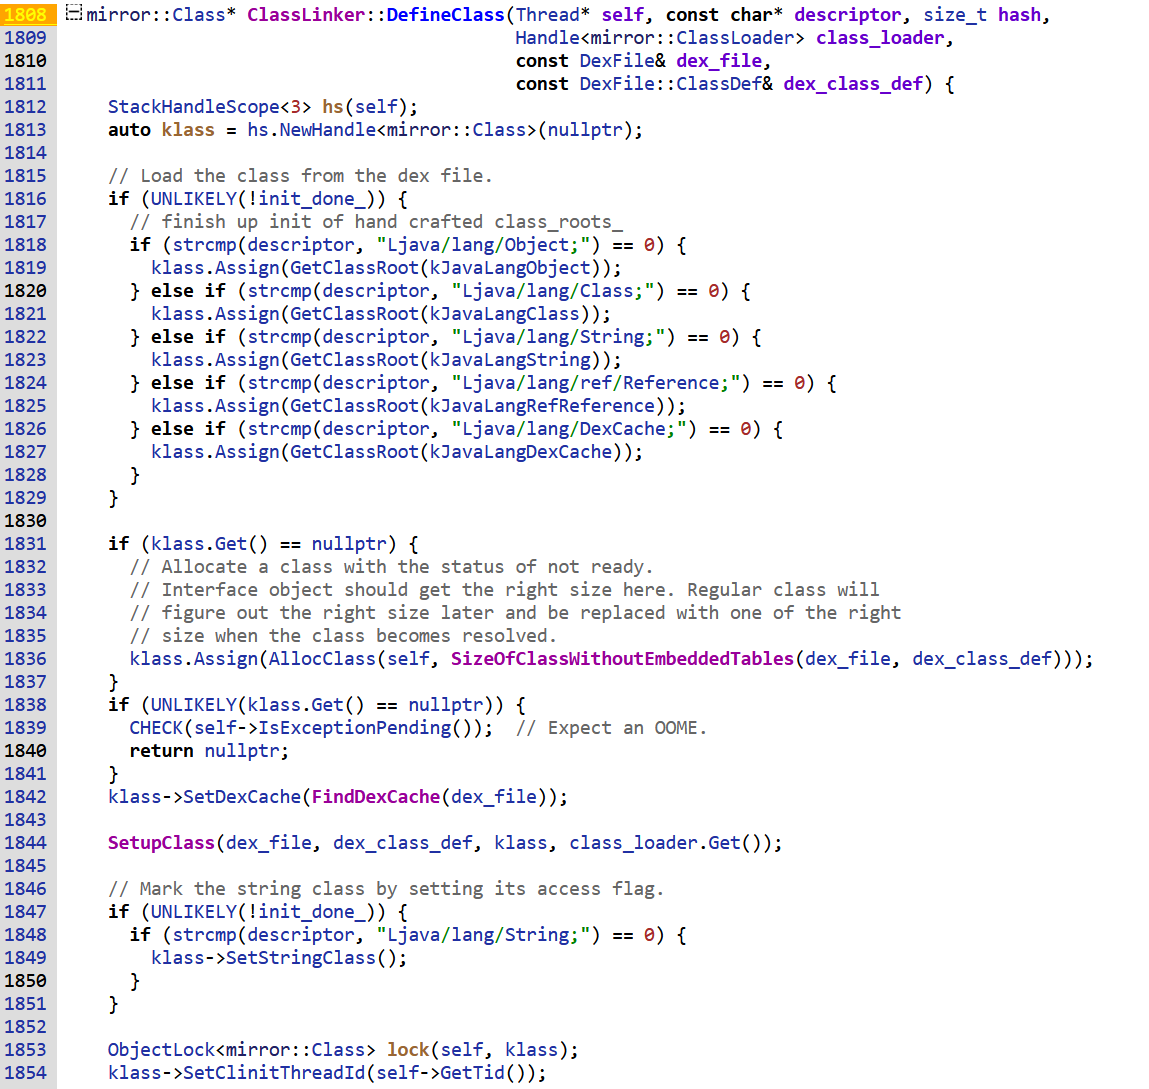 1808 mirror::Class* ClassLinker::DefineClass(Thread* self, const char* descriptor, size_t hash,
1809                                         Handle<mirror::ClassLoader> class_loader,
1810                                         const DexFile& dex_file,
1811                                         const DexFile::ClassDef& dex_class_def) {
1812   StackHandleScope<3> hs(self);
1813   auto klass = hs.NewHandle<mirror::Class>(nullptr);
1814
1815   // Load the class from the dex file.
1816   if (UNLIKELY(!init_done_)) {
1817     // finish up init of hand crafted class_roots_
1818     if (strcmp(descriptor, "Ljava/lang/Object;") == 0) {
1819       klass.Assign(GetClassRoot(kJavaLangObject));
1820     } else if (strcmp(descriptor, "Ljava/lang/Class;") == 0) {
1821       klass.Assign(GetClassRoot(kJavaLangClass));
1822     } else if (strcmp(descriptor, "Ljava/lang/String;") == 0) {
1823       klass.Assign(GetClassRoot(kJavaLangString));
1824     } else if (strcmp(descriptor, "Ljava/lang/ref/Reference;") == 0) {
1825       klass.Assign(GetClassRoot(kJavaLangRefReference));
1826     } else if (strcmp(descriptor, "Ljava/lang/DexCache;") == 0) {
1827       klass.Assign(GetClassRoot(kJavaLangDexCache));
1828     }
1829   }
1830
1831   if (klass.Get() == nullptr) {
1832     // Allocate a class with the status of not ready.
1833     // Interface object should get the right size here. Regular class will
1834     // figure out the right size later and be replaced with one of the right
1835     // size when the class becomes resolved.
1836     klass.Assign(AllocClass(self, SizeOfClassWithoutEmbeddedTables(dex_file, dex_class_def)));
1837   }
1838   if (UNLIKELY(klass.Get() == nullptr)) {
1839     CHECK(self->IsExceptionPending());  // Expect an OOME.
1840     return nullptr;
1841   }
1842   klass->SetDexCache(FindDexCache(dex_file));
1843
1844   SetupClass(dex_file, dex_class_def, klass, class_loader.Get());
1845
1846   // Mark the string class by setting its access flag.
1847   if (UNLIKELY(!init_done_)) {
1848     if (strcmp(descriptor, "Ljava/lang/String;") == 0) {
1849       klass->SetStringClass();
1850     }
1851   }
1852
1853   ObjectLock<mirror::Class> lock(self, klass);
1854   klass->SetClinitThreadId(self->GetTid());